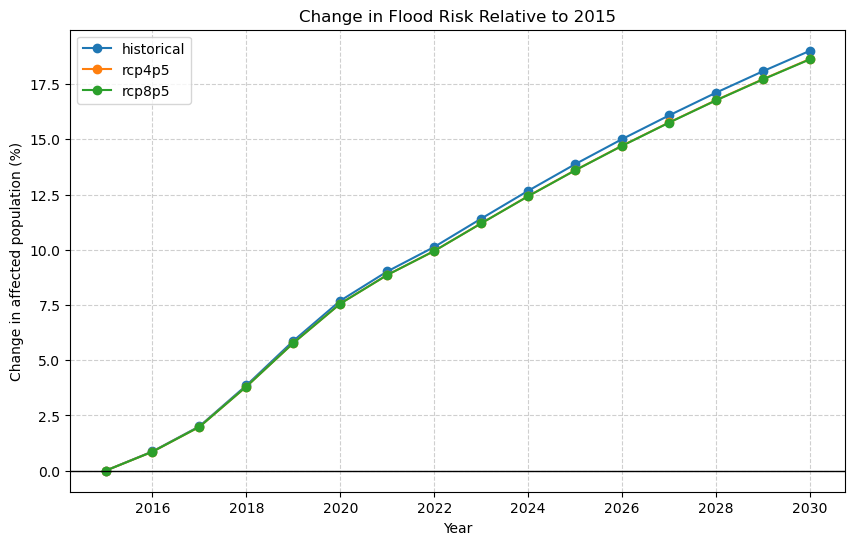 Change in Flood Risk Relative to 2015
historical
rcp4p5
rcp8p5
Change in affected population (%)
17.5
15.0
12.5
10.0
7.5
5.0
2.5
0.0
2016 2018 2020 2022 2024 2026 2028 2030
Year